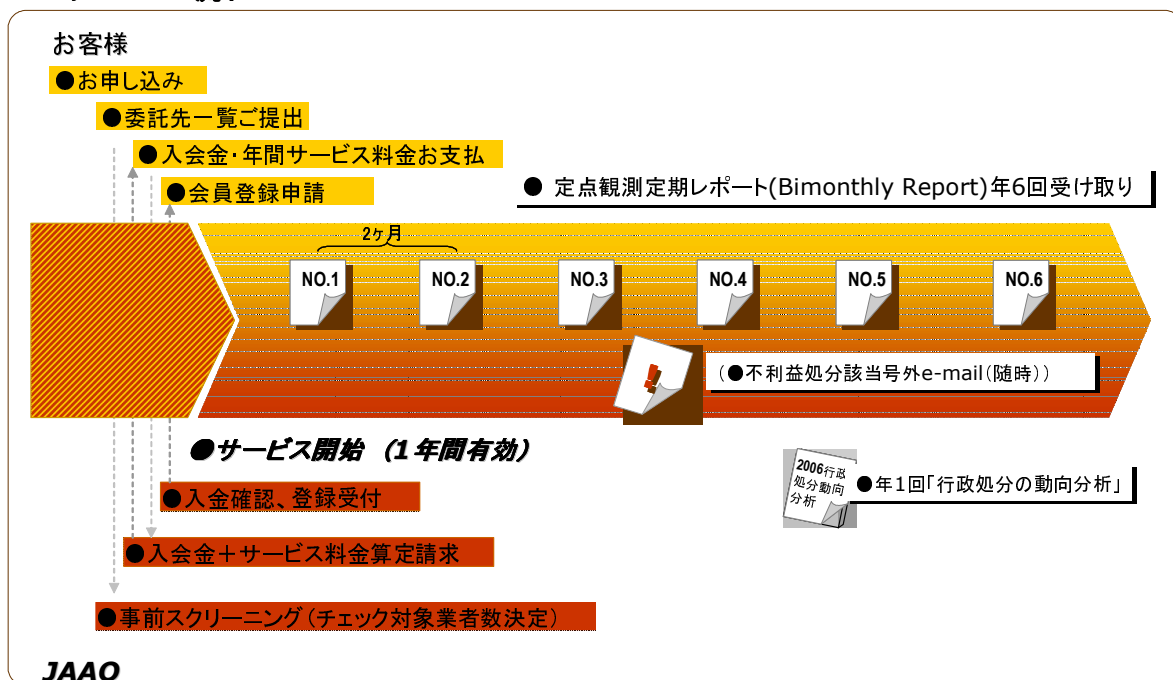 お客様
●お申し込み
●委託先一覧ご提出
●入会金・年間サービス料金お支払
●会員登録申請
● 定点観測定期レポート(Bimonthly Report)年6回受け取り
2ヶ月
NO.1
NO.2
NO.3
NO.4
NO.5
NO.6
!
(●不利益処分該当号外e-mail(随時))
●サービス開始 (1年間有効)
●入金確認、登録受付
2006行政
処分動向
分析
●年1回「行政処分の動向分析」
●入会金+サービス料金算定請求
●事前スクリーニング(チェック対象業者数決定)
JAAO